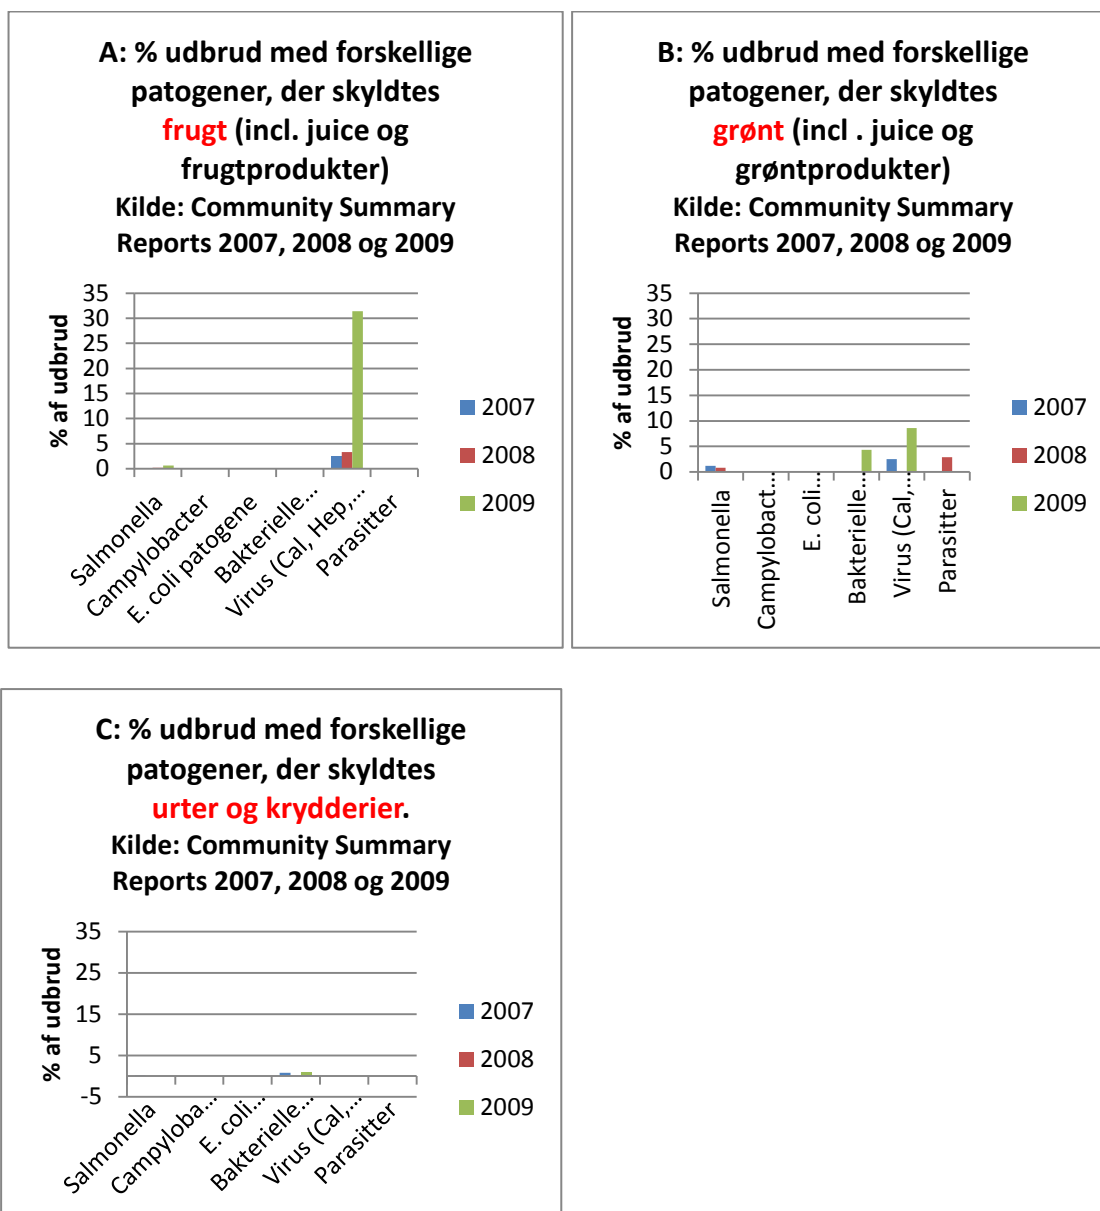 A: % udbrud med forskellige
patogener, der skyldtes
frugt (incl. juice og
frugtprodukter)
Kilde: Community Summary
Reports 2007, 2008 og 2009
% af udbrud
35
30
25
20
15
10
5
0
Salmonella
Campylobacter
E. coli patogene
Bakterielle...
Virus (Cal, Hep,...
Parasitter
2007
2008
2009
B: % udbrud med forskellige
patogener, der skyldtes
grønt (incl . juice og
grøntprodukter)
Kilde: Community Summary
Reports 2007, 2008 og 2009
% af udbrud
35
30
25
20
15
10
5
0
Salmonella
Campylobact...
E. coli...
Bakterielle...
Virus (Cal,...
Parasitter
2007
2008
2009
C: % udbrud med forskellige
patogener, der skyldtes
urter og krydderier.
Kilde: Community Summary
Reports 2007, 2008 og 2009
% af udbrud
35
25
15
5
-5
Salmonella
Campyloba...
E. coli...
Bakterielle...
Virus (Cal,...
Parasitter
2007
2008
2009